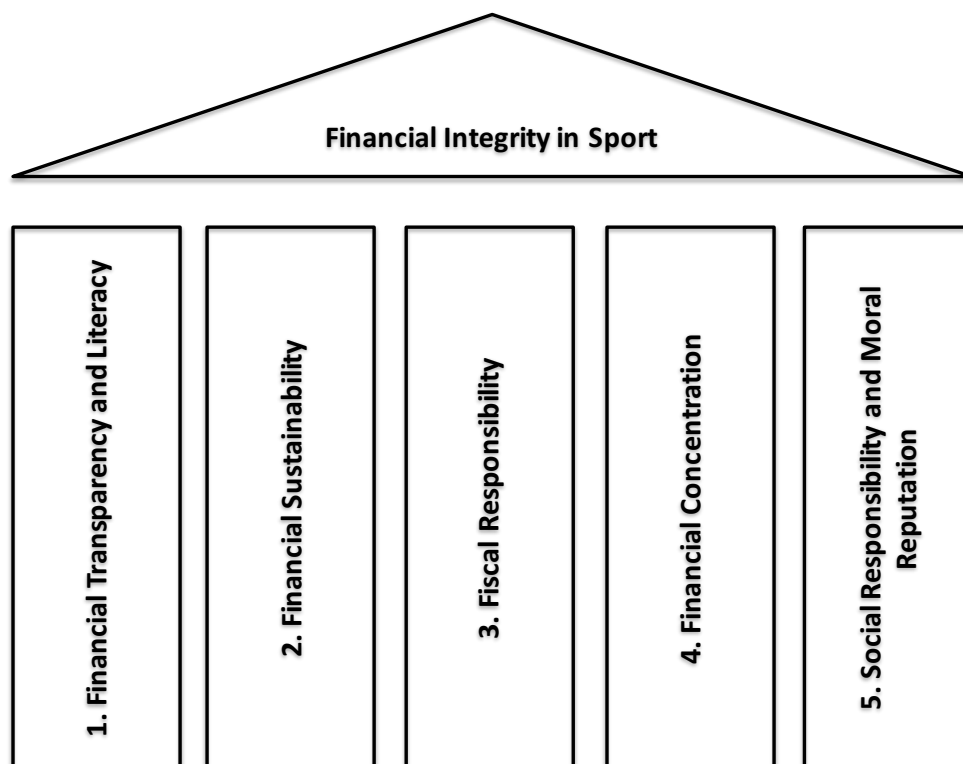 Financial Integrity in Sport
1. Financial Transparency and Literacy
2. Financial Sustainability
3. Fiscal Responsibility
4. Financial Concentration
5. Social Responsibility and Moral
Reputation